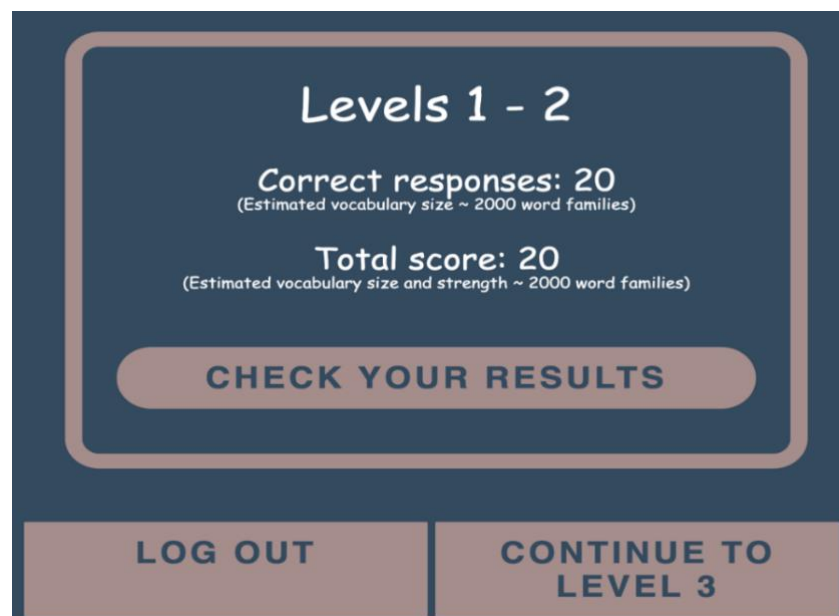 Levels 1 - 2
Correct responses: 20
(Estimated vocabulary size ~ 2000 word families)
Total score: 20
(Estimated vocabulary size and strength ~ 2000 word families)
CHECK YOUR RESULTS
LOG OUT
CONTINUE TO
LEVEL 3